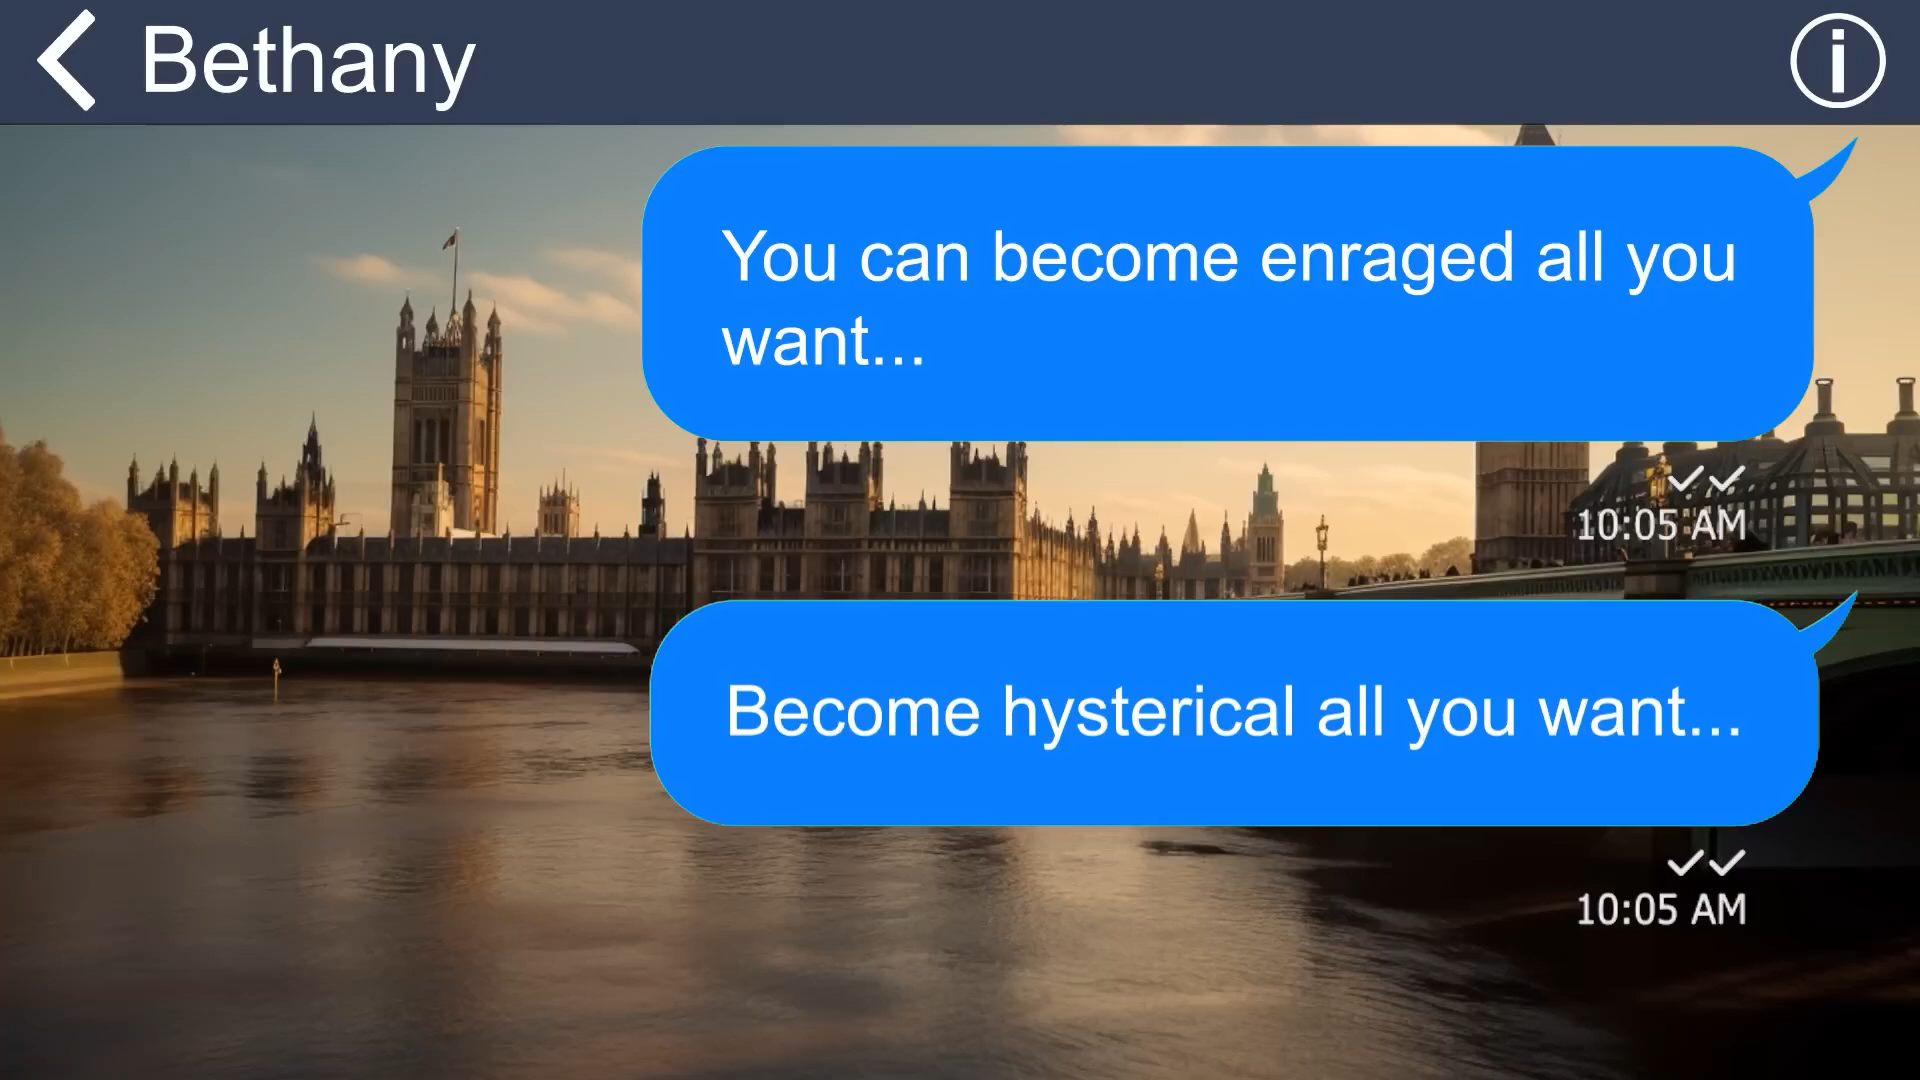 Bethany
You can become enraged all you
want...
10:05 AM
Become hysterical all you want...
10:05 AM